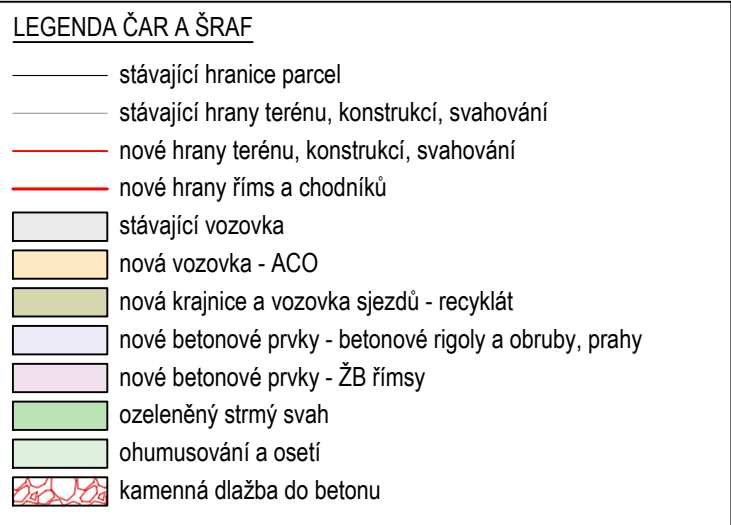 LEGENDA ČAR A ŠRAF
stávající hranice parcel
stávající hrany terénu, konstrukcí, svahování
nové hrany terénu, konstrukcí, svahování
nové hrany říms a chodníků
stávající vozovka
nová vozovka - ACO
nová krajnice a vozovka sjezdů - recyklát
nové betonové prvky - betonové rigoly a obruby, prahy
nové betonové prvky - ŽB římsy
ozeleněný strmý svah
ohumusování a osetí
kamenná dlažba do betonu